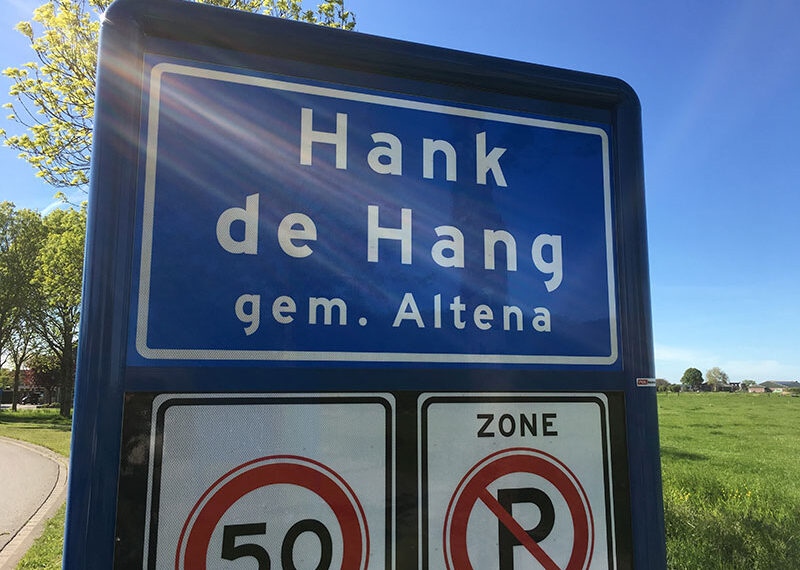 Hank
de Hang
gem. Altena
ZONE
50
P